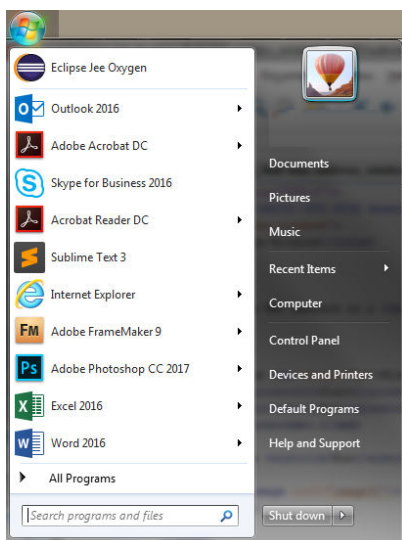 Eclipse Jee Oxygen
Outlook 2016
Adobe Acrobat DC
Skype for Business 2016
Acrobat Reader DC
Sublime Text 3
Internet Explorer
FM Adobe FrameMaker 9
Ps Adobe Photoshop CC 2017
Excel 2016
Word 2016
All Programs
Search programs and files
Documents
Pictures
Music
Recent Items
Computer
Control Panel
Devices and Printers
Default Programs
Help and Support
Shut down